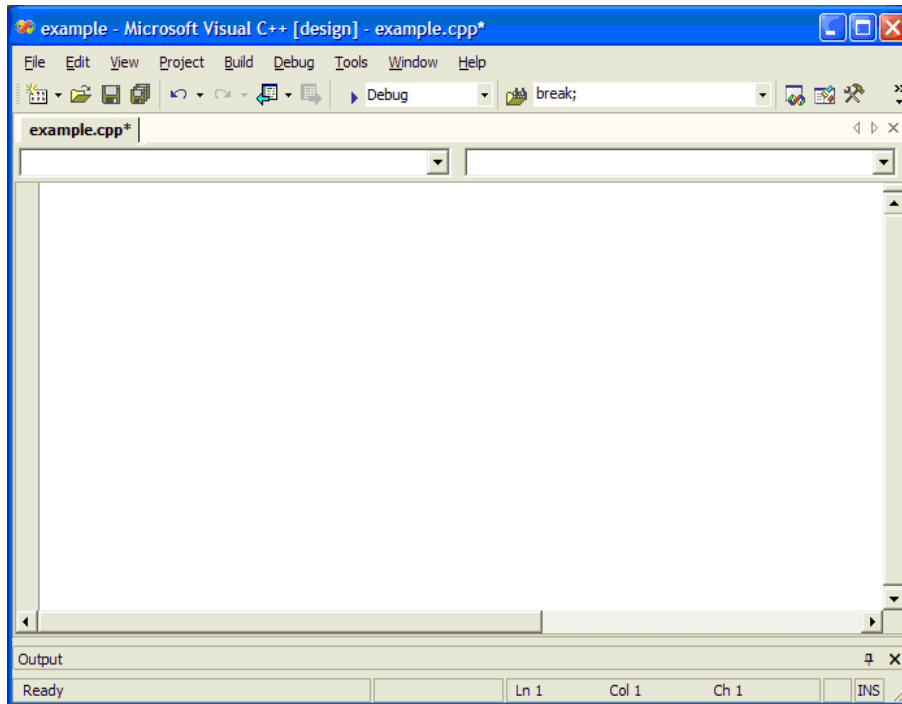 example - Microsoft Visual C++ [design] - example.cpp*
File Edit View Project Build Debug Tools Window Help
Debug break;
example.cpp*
Output
Ready Ln 1 Col 1 Ch 1 INS